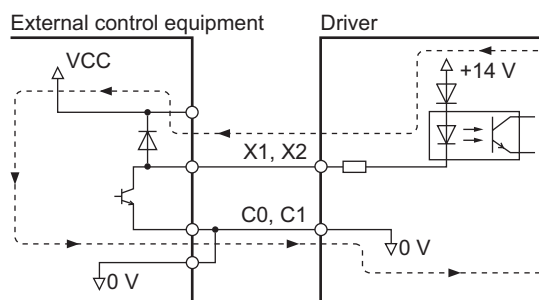 External control equipment
Driver
VCC
+14 V
X1, X2
C0, C1
0 V
0 V